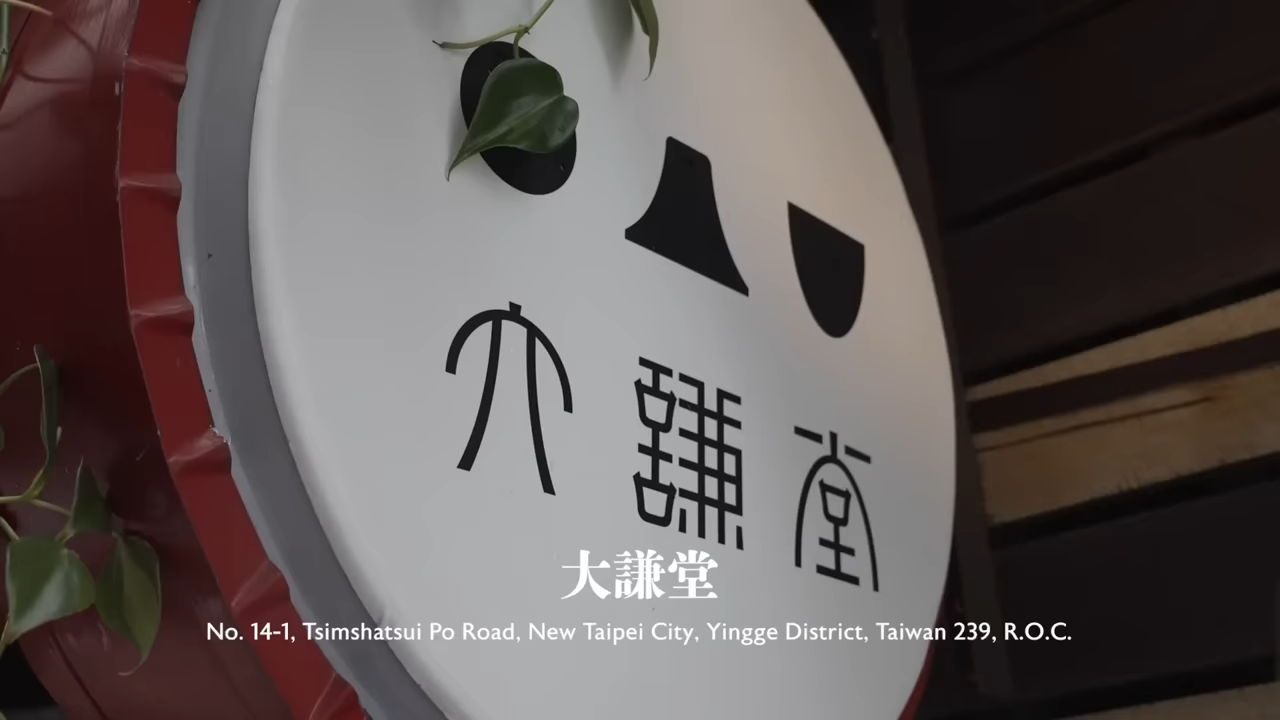 大謙堂
大謙堂
No. 14-1, Tsimshatsui Po Road, New Taipei City, Yingge District, Taiwan 239, R.O.C.